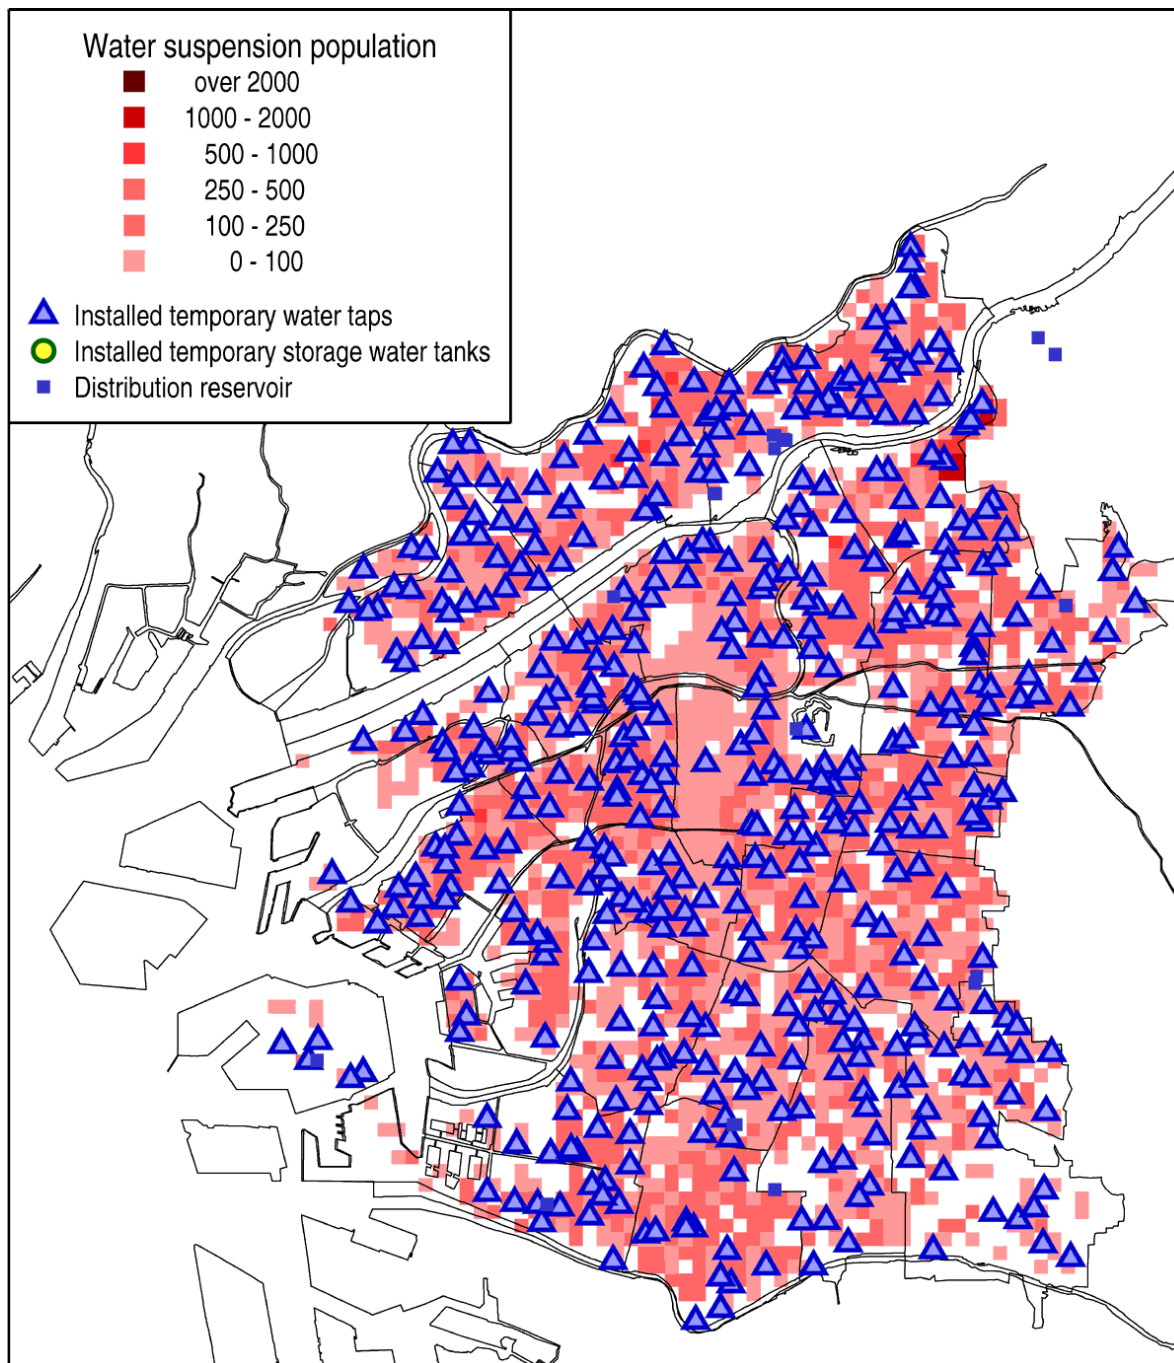 Water suspension population
over 2000
1000 - 2000
500 - 1000
250 - 500
100 - 250
0 - 100
Installed temporary water taps
Installed temporary storage water tanks
Distribution reservoir